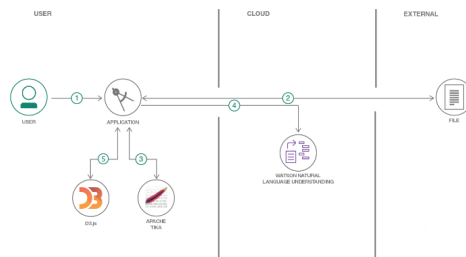 USER
CLOUD
EXTERNAL
1
2
4
USER
APPLICATION
FILE
5
3
WATSON NATURAL
LANGUAGE UNDERSTANDING
D3.js
APACHE
TIKA